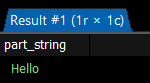 Result #1 (1r × 1c)
part_string
Hello